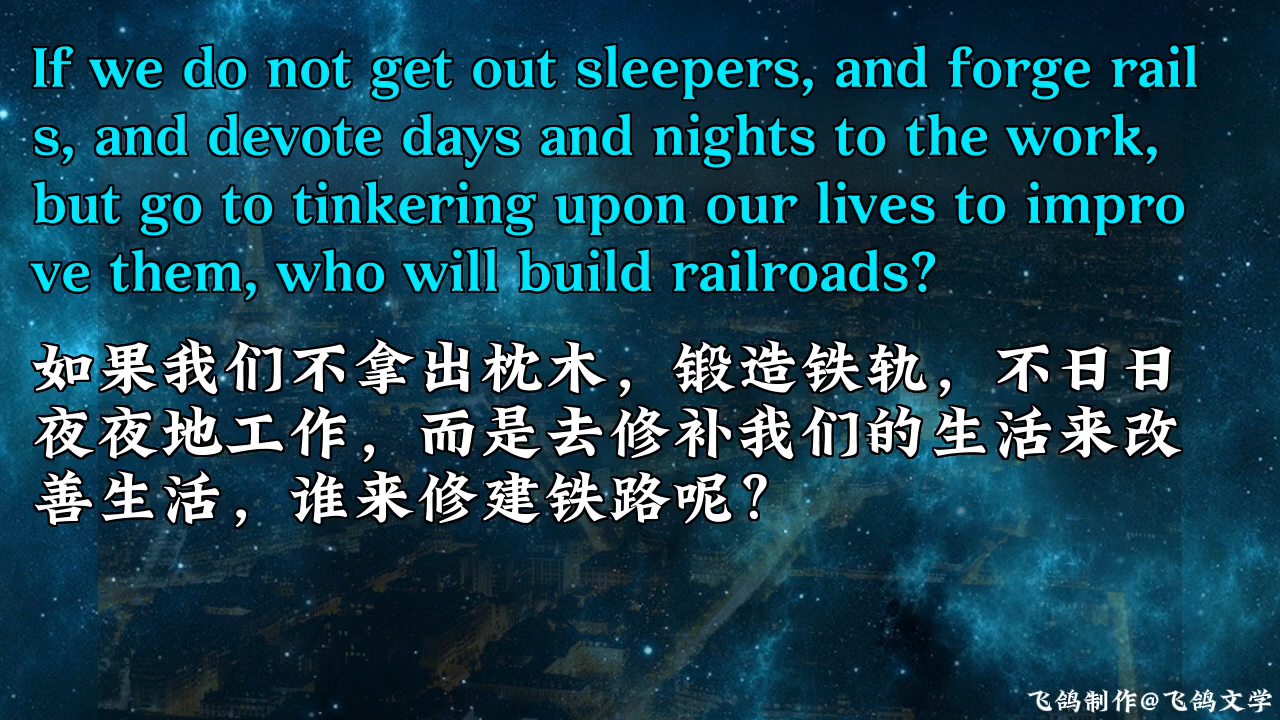 If we do not get out sleepers, and forge rail
s, and devote days and nights to the work,
but go to tinkering upon our lives to impro
ve them, who will build railroads?
如果我们不拿出枕木，锻造铁轨，不日日
夜夜地工作，而是去修补我们的生活来改
善生活，谁来修建铁路呢？
飞鸽制作@飞鸽文学